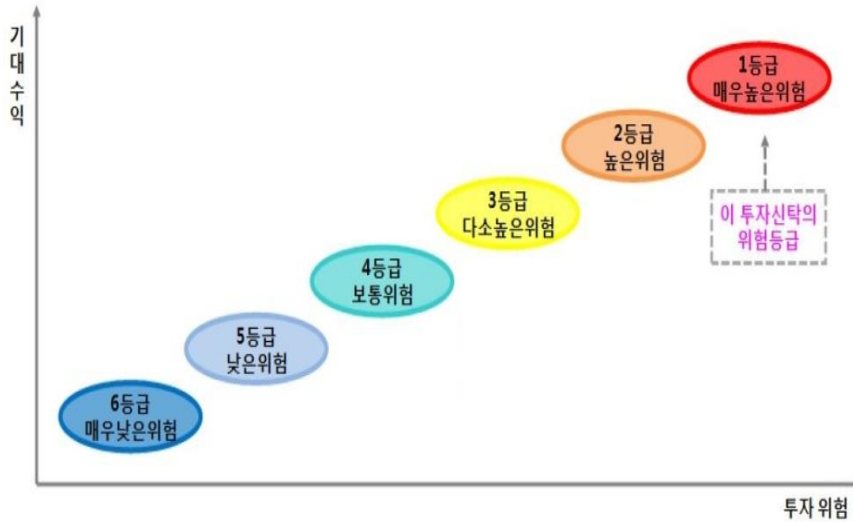 기대수익
1등급
매우높은위험
2등급
높은위험
이 투자신탁의
위험등급
3등급
다소높은위험
4등급
보통위험
5등급
낮은위험
6등급
매우낮은위험
투자 위험